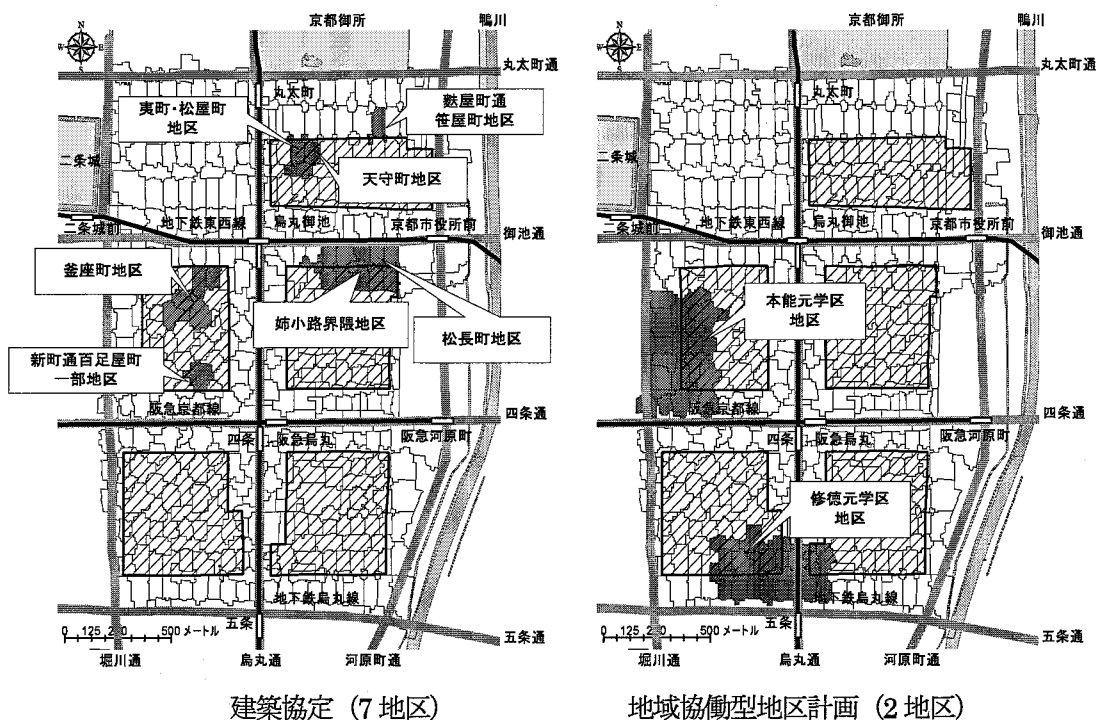 京都御所
鴨川
N
W
E
S
丸太町通
丸太町
夷町・松屋町
地区
麩屋町通
笹屋町地区
二条城
天守町地区
地下鉄東西線
烏丸御池
京都市役所前
二条城前
御池通
釜座町地区
姉小路界隈地区
松長町地区
新町通百足屋町
一部地区
阪急京都線
四条通
四条
阪急烏丸
阪急河原町
地下鉄烏丸線
0 125 250 500 メートル
五条
五条通
堀川通
烏丸通
河原町通
建築協定 (7 地区)
京都御所
鴨川
N
W
E
S
丸太町通
丸太町
二条城
地下鉄東西線
烏丸御池
京都市役所前
二条城前
御池通
本能元学区
地区
阪急京都線
四条通
四条
阪急烏丸
阪急河原町
修徳元学区
地区
地下鉄烏丸線
0 125 250 500 メートル
五条
五条通
堀川通
烏丸通
河原町通
地域協働型地区計画 (2 地区)